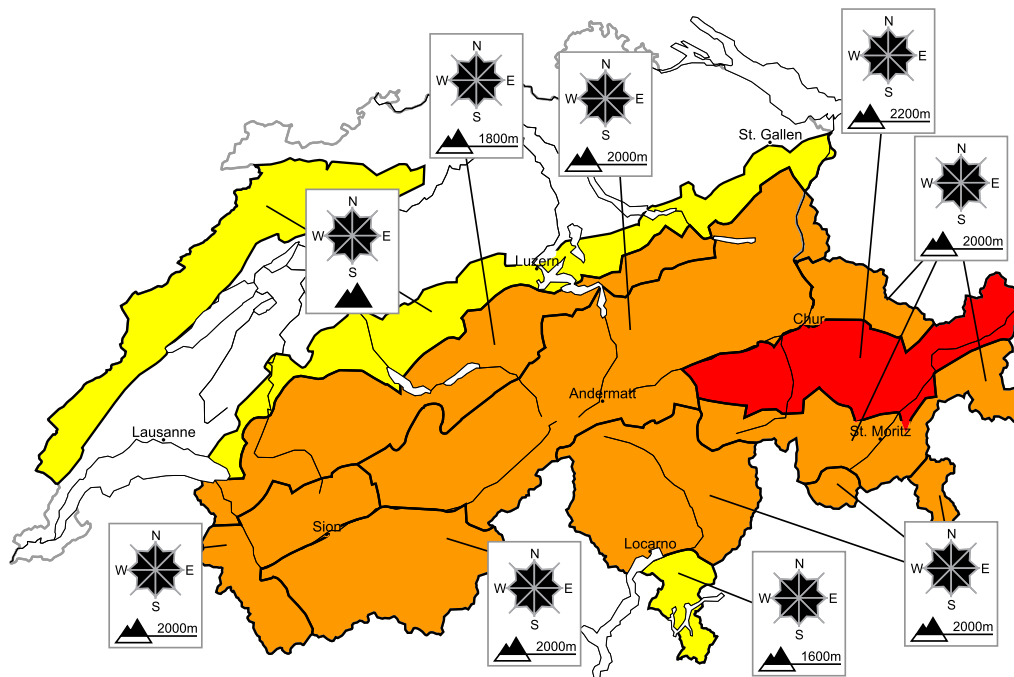 N
W E
S
1800m
N
W E
S
2000m
N
W E
S
2200m
St. Gallen
N
W E
S
2000m
N
W E
S
Luzern
Chur
Andermatt
Lausanne
St. Moritz
Sion
Locarno
N
W E
S
2000m
N
W E
S
2000m
N
W E
S
1600m
N
W E
S
2000m